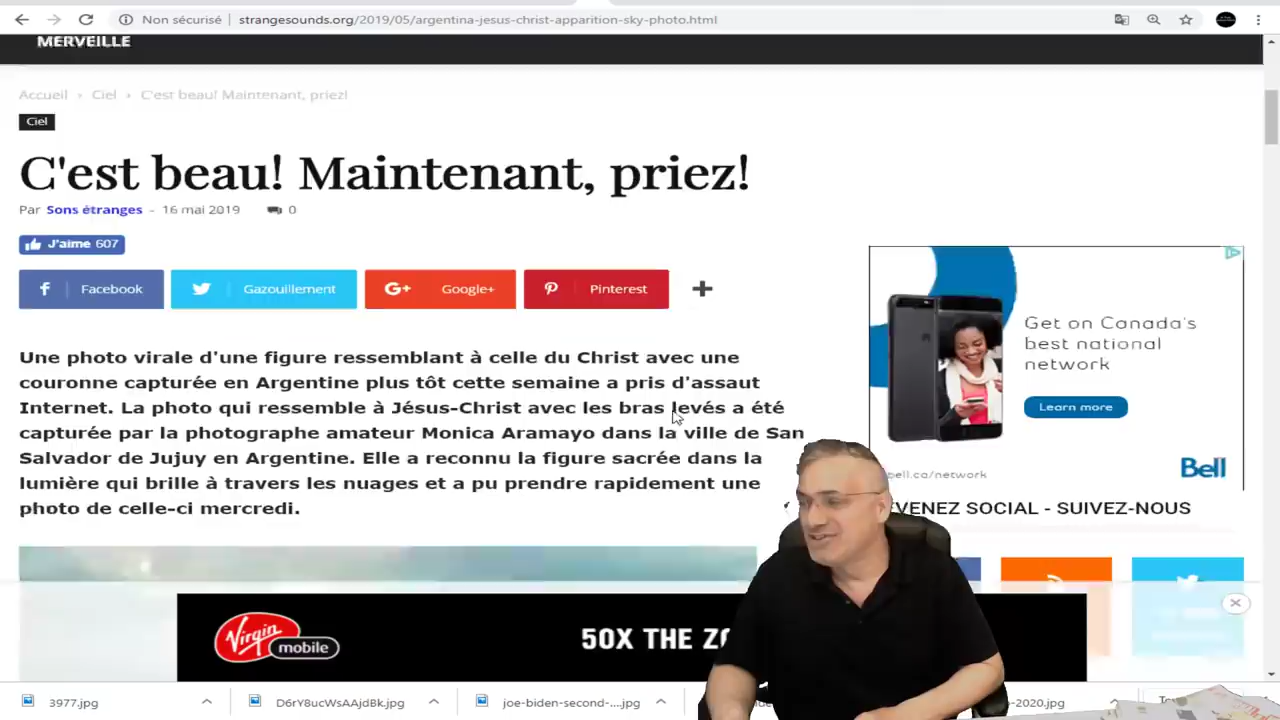 Non sécurisé | strangesounds.org/2019/05/argentina-jesus-christ-apparition-sky-photo.html
MERVEILLE
Accueil › Ciel › C'est beau! Maintenant, priez!
Ciel
C'est beau! Maintenant, priez!
Par Sons étranges - 16 mai 2019 0
J'aime 607
Facebook
Gazouillement
G+ Google+
Pinterest
Une photo virale d'une figure ressemblant à celle du Christ avec une
couronne capturée en Argentine plus tôt cette semaine a pris d'assaut
Internet. La photo qui ressemble à Jésus-Christ avec les bras levés a été
capturée par la photographe amateur Monica Aramayo dans la ville de San
Salvador de Jujuy en Argentine. Elle a reconnu la figure sacrée dans la
lumière qui brille à travers les nuages et a pu prendre rapidement une
photo de celle-ci mercredi.
Get on Canada's
best national
network
Learn more
bell.ca/network
Bell
EVENEZ SOCIAL - SUIVEZ-NOUS
Virgin
mobile
50X THE
3977.jpg
D6rY8ucWsAAjdBk.jpg
joe-biden-second-....jpg
-2020.jpg